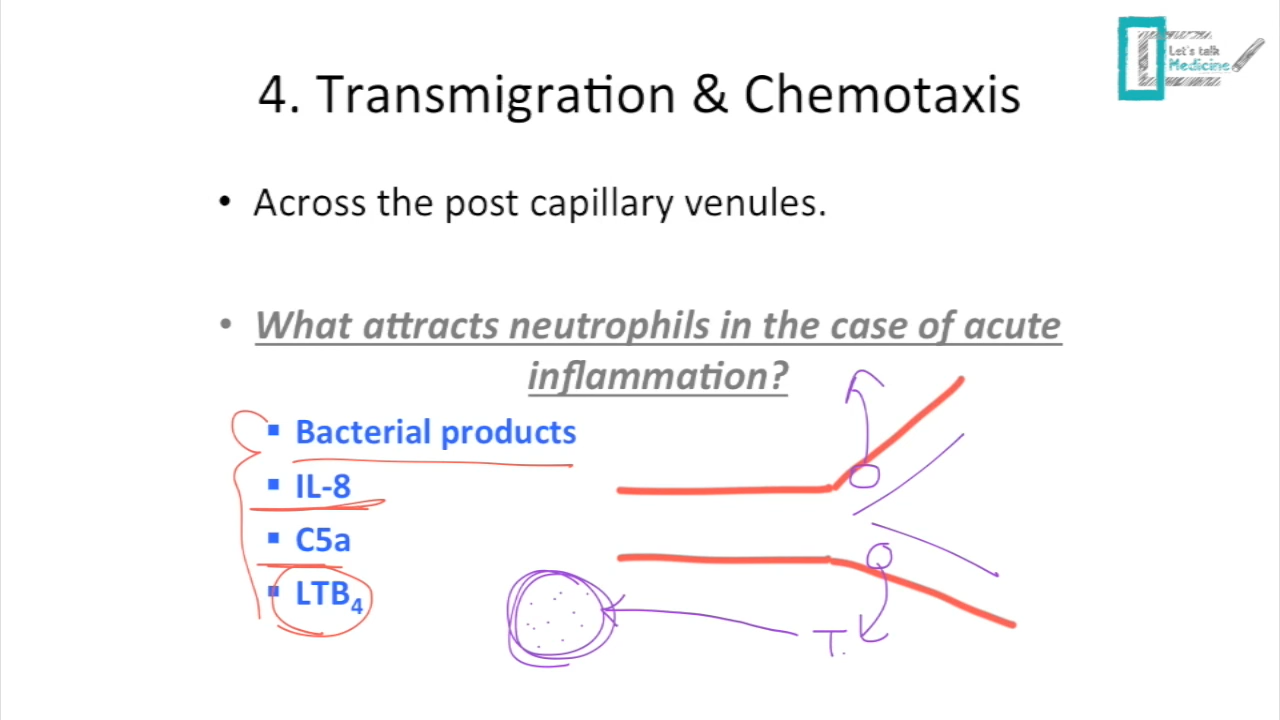 Let's talk
Medicine
4. Transmigration & Chemotaxis
• Across the post capillary venules.
• What attracts neutrophils in the case of acute
inflammation?
▪ Bacterial products
▪ IL-8
▪ C5a
▪ LTB₄
T.